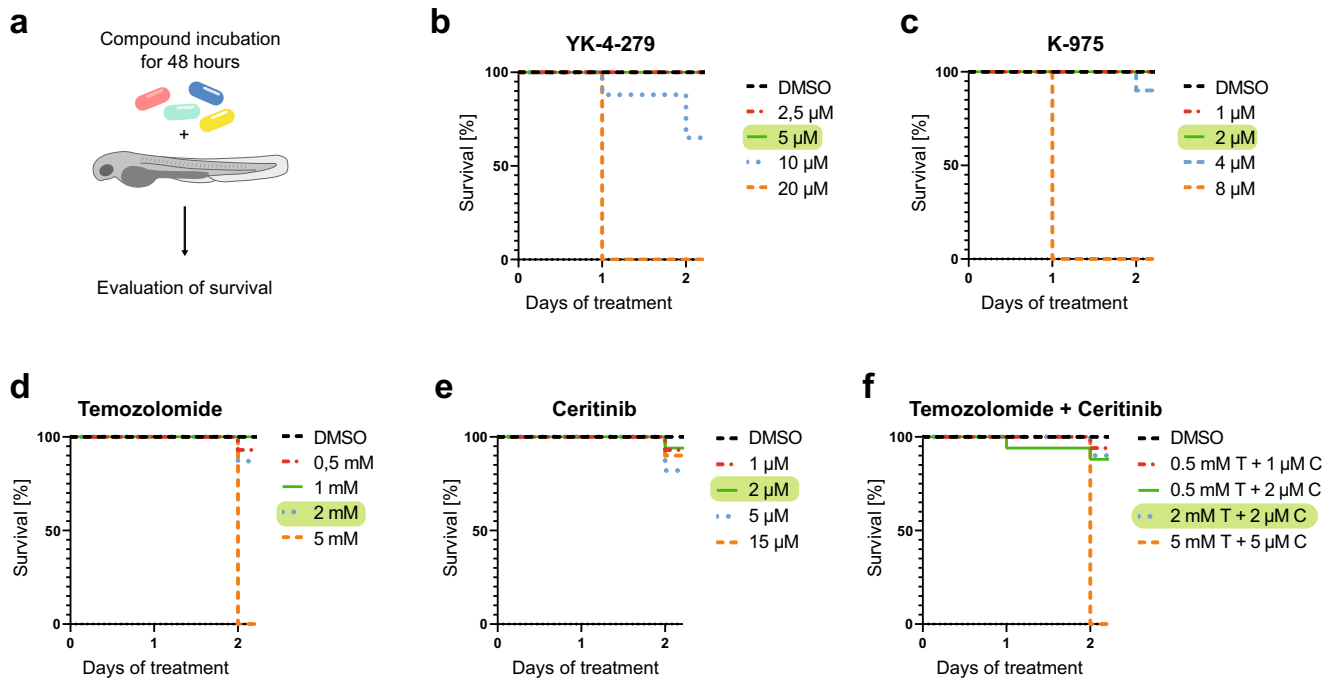 a
Compound incubation
for 48 hours
+
Evaluation of survival
b
YK-4-279
Survival [%]
100
50
0
0 1 2
Days of treatment
DMSO
2,5 µM
5 µM
10 µM
20 µM
c
K-975
Survival [%]
100
50
0
0 1 2
Days of treatment
DMSO
1 µM
2 µM
4 µM
8 µM
d
Temozolomide
Survival [%]
100
50
0
0 1 2
Days of treatment
DMSO
0,5 mM
1 mM
2 mM
5 mM
e
Ceritinib
Survival [%]
100
50
0
0 1 2
Days of treatment
DMSO
1 µM
2 µM
5 µM
15 µM
f
Temozolomide + Ceritinib
Survival [%]
100
50
0
0 1 2
Days of treatment
DMSO
0.5 mM T + 1 µM C
0.5 mM T + 2 µM C
2 mM T + 2 µM C
5 mM T + 5 µM C